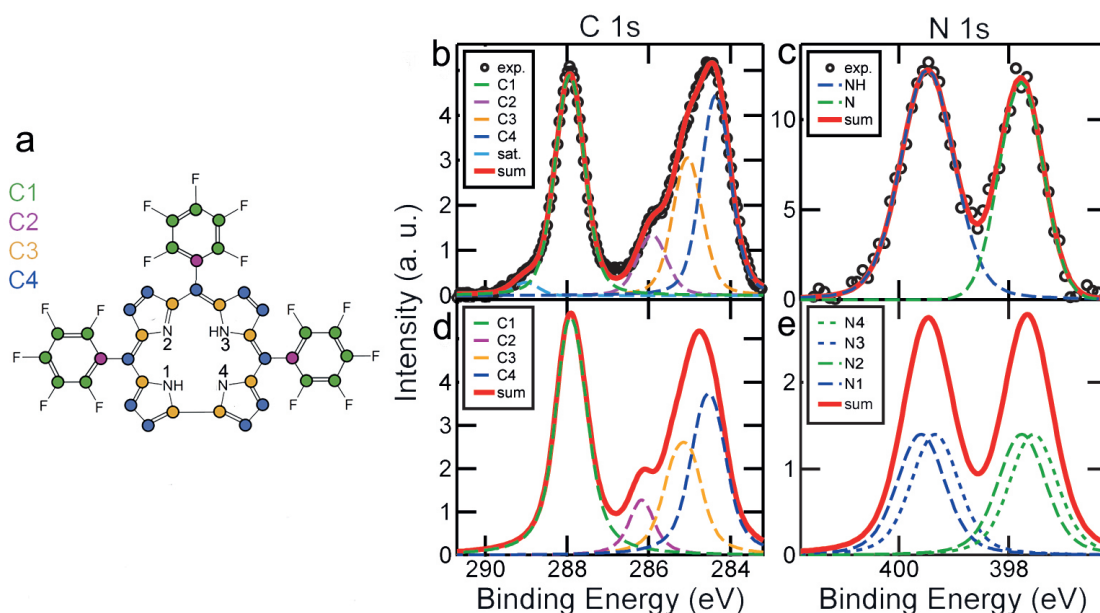 C 1s
N 1s
a
C1
C2
C3
C4
F
F
F
F
F
N
HN
2
3
1
4
NH
N
F
F
F
F
F
F
F
F
F
F
b
exp.
C1
C2
C3
C4
sat.
sum
5
4
3
2
1
0
c
exp.
NH
N
sum
10
5
0
Intensity (a. u.)
d
C1
C2
C3
C4
sum
5
4
3
2
1
0
290
288
286
284
Binding Energy (eV)
e
N4
N3
N2
N1
sum
2
1
0
400
398
Binding Energy (eV)